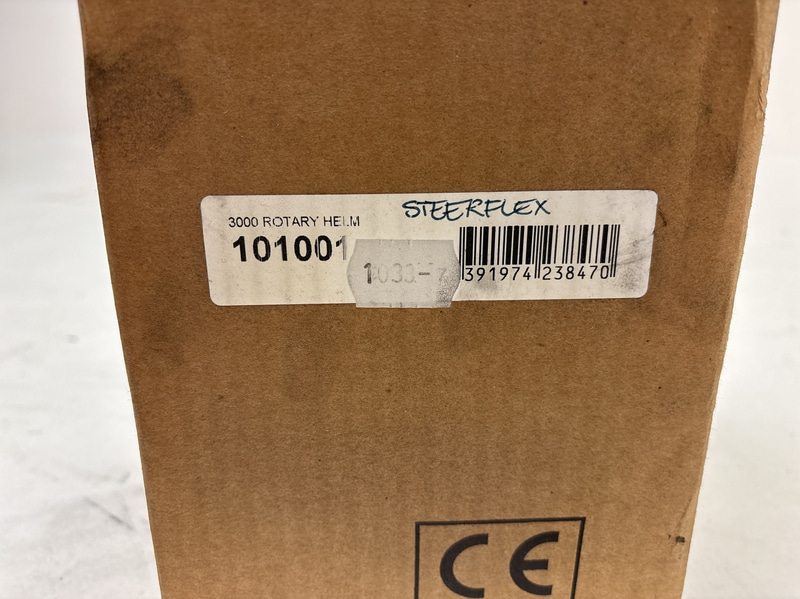 STEERFLEX
3000 ROTARY HELM
101001
391974 238470
CE